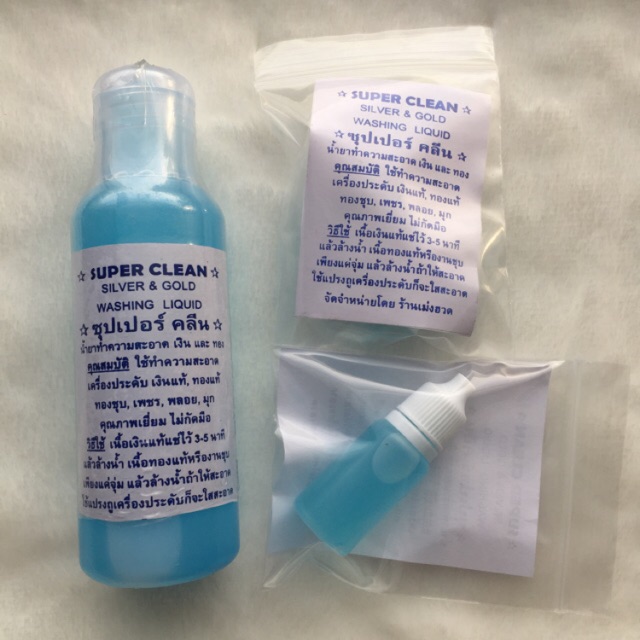 ☆ SUPER CLEAN ☆
SILVER & GOLD
WASHING LIQUID
☆ ซุปเปอร์ คลีน ☆
น้ำยาทำความสะอาด เงิน และ ทอง
คุณสมบัติ ใช้ทำความสะอาด
เครื่องประดับ เงินแท้, ทองแท้
ทองชุบ, เพชร, พลอย, มุก
คุณภาพเยี่ยม ไม่กัดมือ
วิธีใช้ เนื้อเงินแท้แช่ไว้ 3-5 นาที
แล้วล้างน้ำ เนื้อทองแท้หรืองานชุบ
เพียงแค่จุ่ม แล้วล้างน้ำถ้าให้สะอาด
ใช้แปรงถูเครื่องประดับก็จะใสสะอาด
☆ SUPER CLEAN ☆
SILVER & GOLD
WASHING LIQUID
☆ ซุปเปอร์ คลีน ☆
น้ำยาทำความสะอาด เงิน และ ทอง
คุณสมบัติ ใช้ทำความสะอาด
เครื่องประดับ เงินแท้, ทองแท้
ทองชุบ, เพชร, พลอย, มุก
คุณภาพเยี่ยม ไม่กัดมือ
วิธีใช้ เนื้อเงินแท้แช่ไว้ 3-5 นาที
แล้วล้างน้ำ เนื้อทองแท้หรืองานชุบ
เพียงแค่จุ่ม แล้วล้างน้ำถ้าให้สะอาด
ใช้แปรงถูเครื่องประดับก็จะใสสะอาด
จัดจำหน่ายโดย ร้านเม่งฮวด